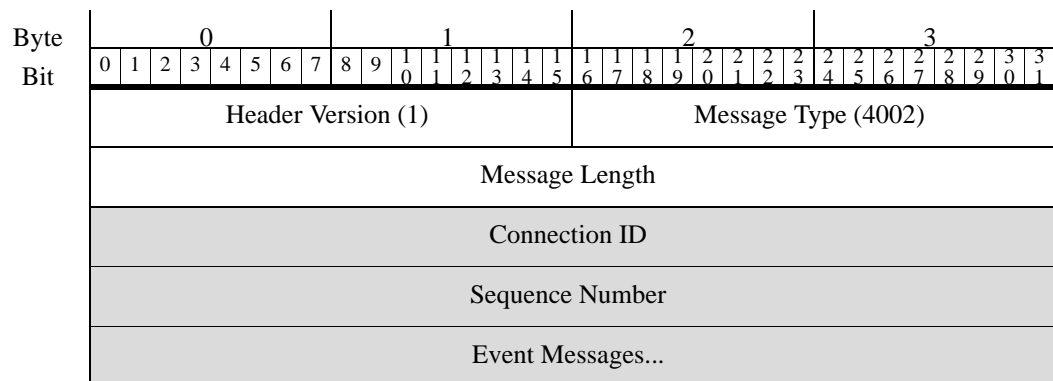 Byte 0 1 2 3
Bit 0 1 2 3 4 5 6 7 8 9 10 11 12 13 14 15 16 17 18 19 20 21 22 23 24 25 26 27 28 29 30 31
Header Version (1) Message Type (4002)
Message Length
Connection ID
Sequence Number
Event Messages...